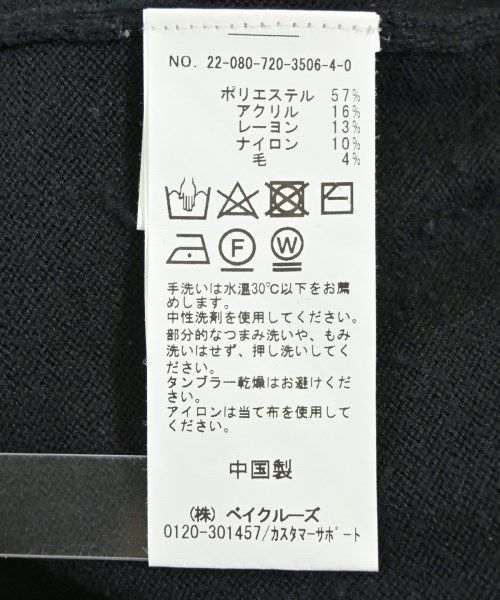 NO. 22-080-720-3506-4-0
ポリエステル 57%
アクリル 16%
レーヨン 13%
ナイロン 10%
毛 4%
F W
手洗いは水温30℃以下をお薦
めします。
中性洗剤を使用してください。
部分的なつまみ洗いや、もみ
洗いはせず、押し洗いしてく
ださい。
タンブラー乾燥はお避けくだ
さい。
アイロンは当て布を使用して
ください。
中国製
(株) ベイクルーズ
0120-301457/カスタマーサポート